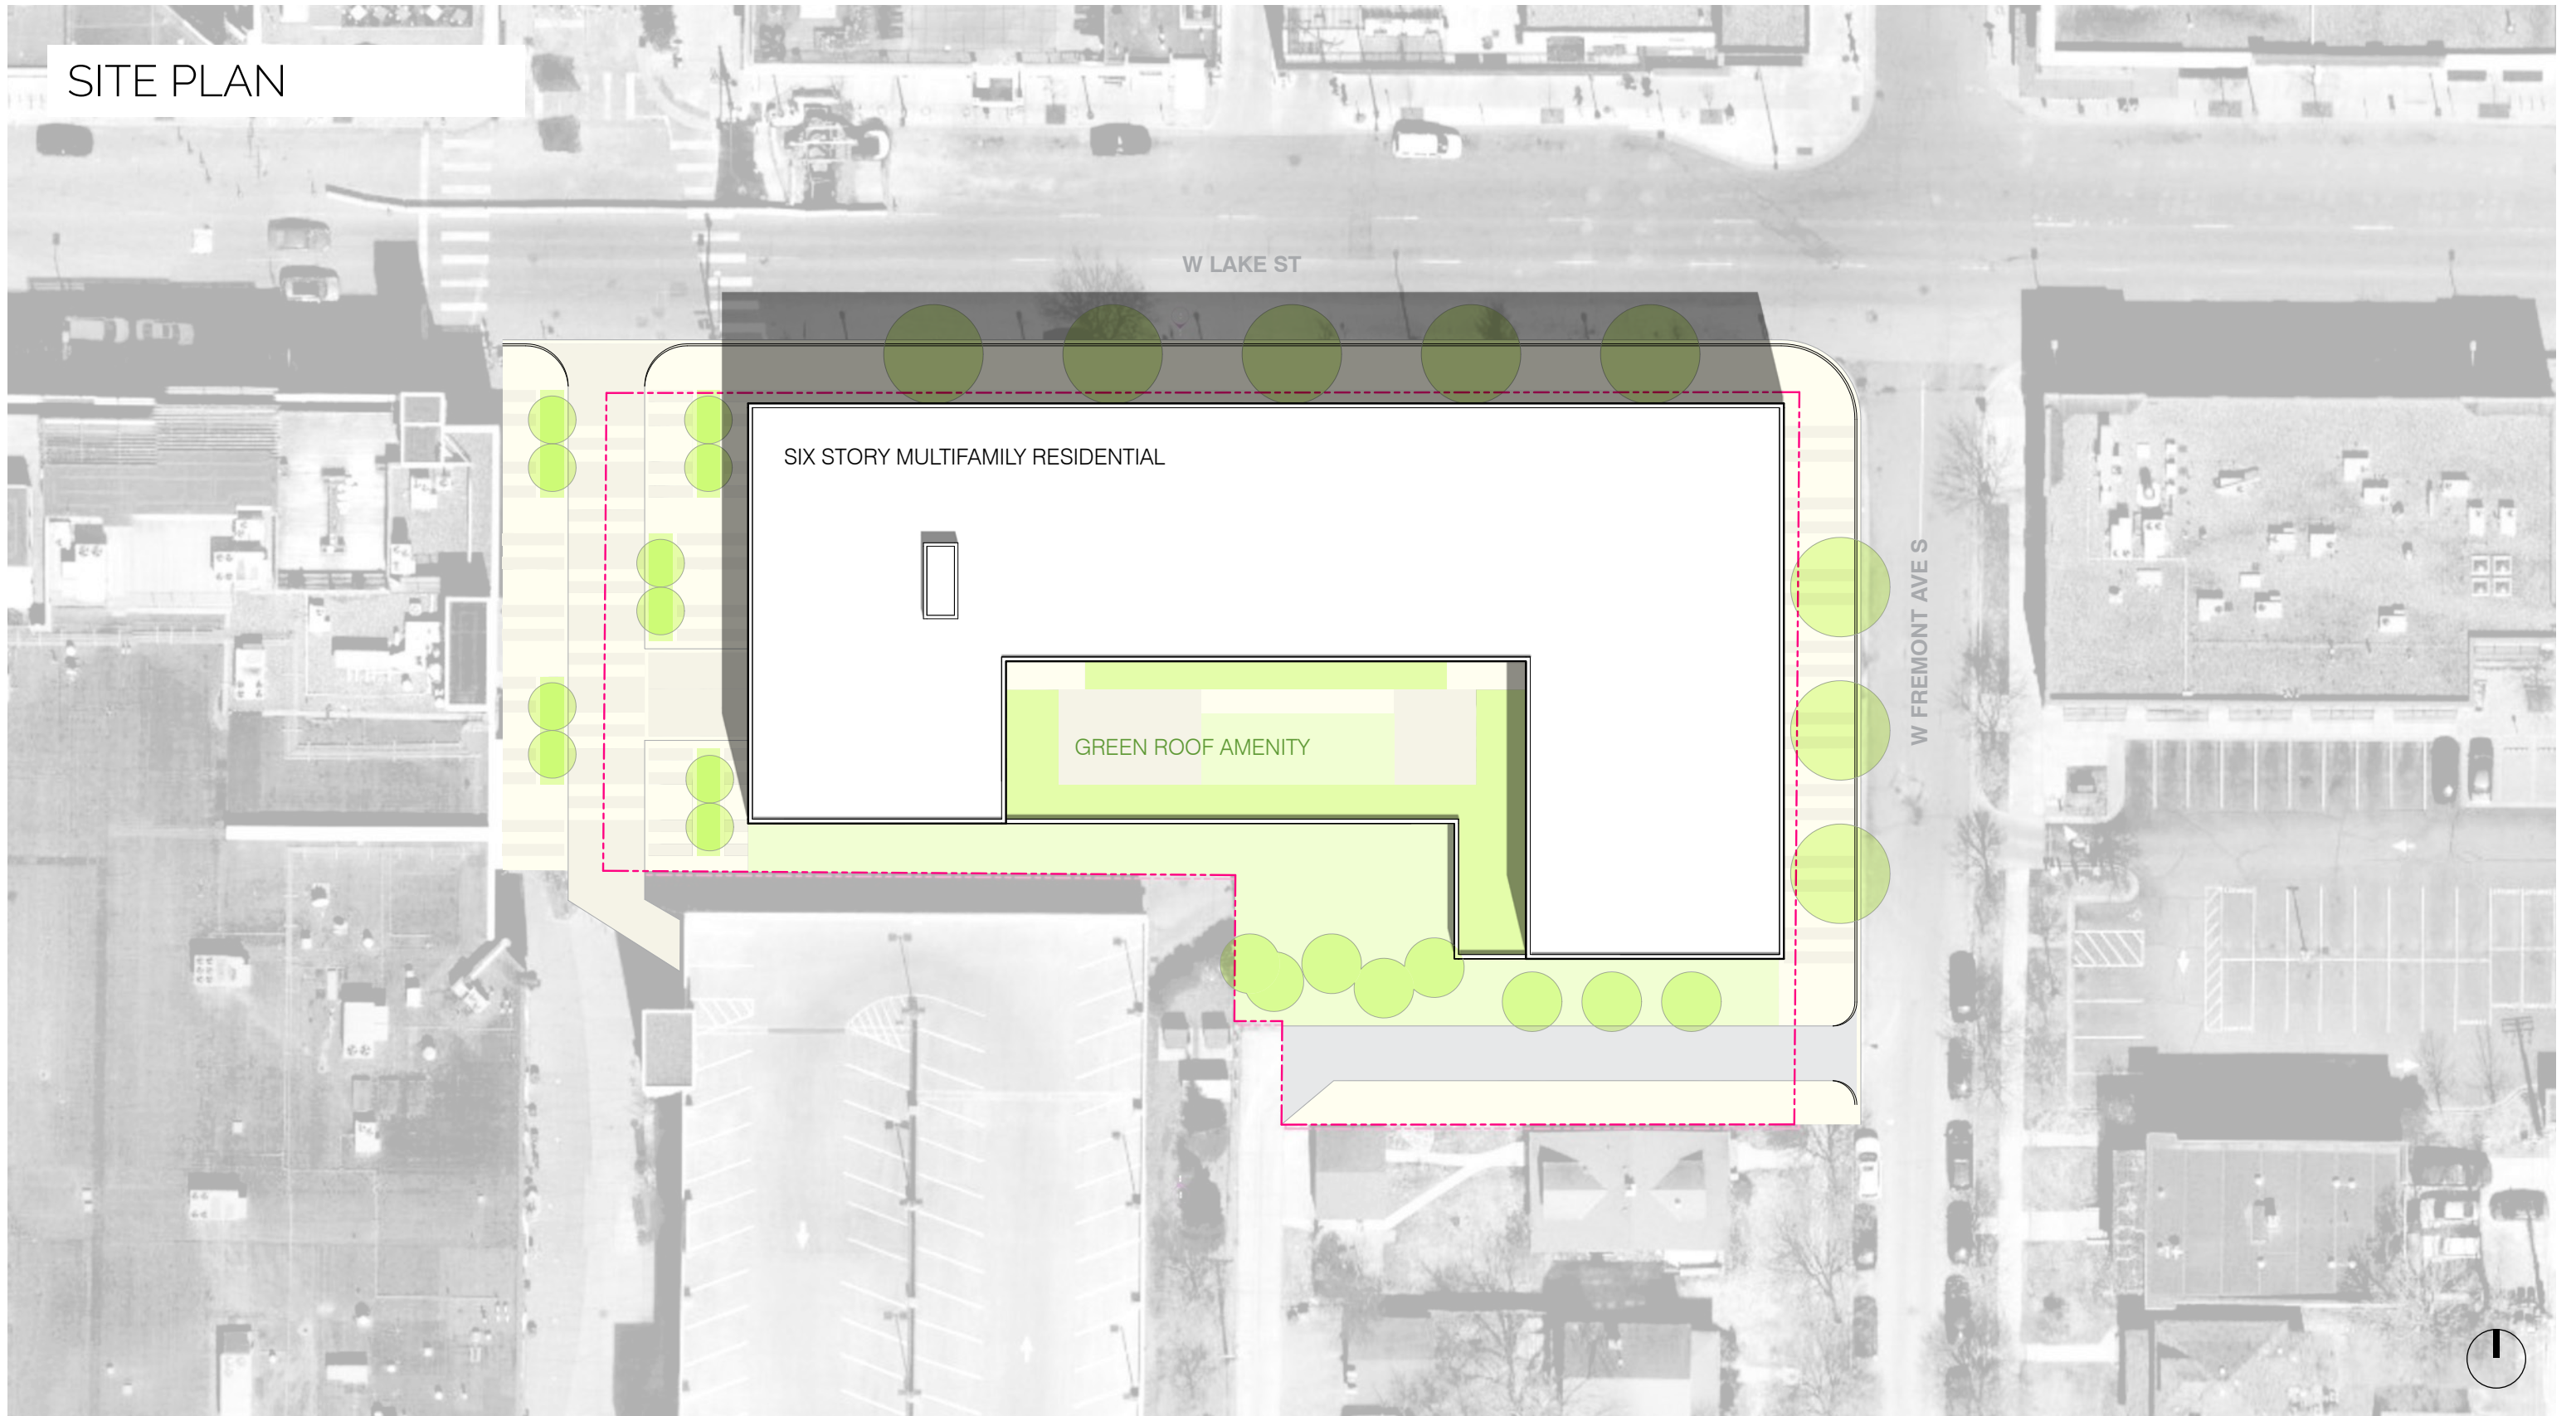 SITE PLAN
W LAKE ST
SIX STORY MULTIFAMILY RESIDENTIAL
W FREMONT AVE S
GREEN ROOF AMENITY